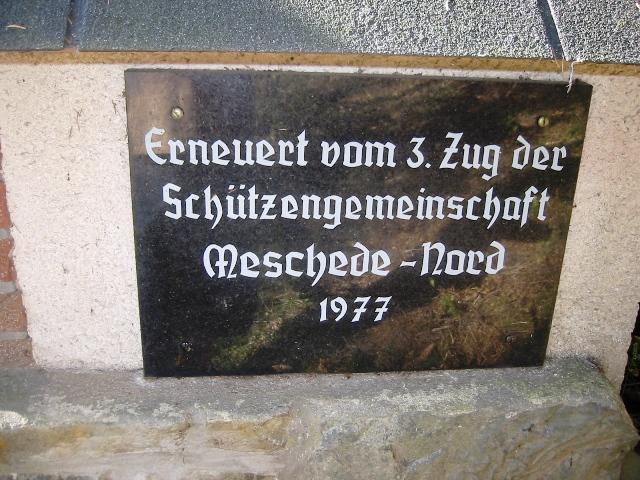 Erneuert vom 3. Zug der
Schützengemeinschaft
Meschede-Nord
1977